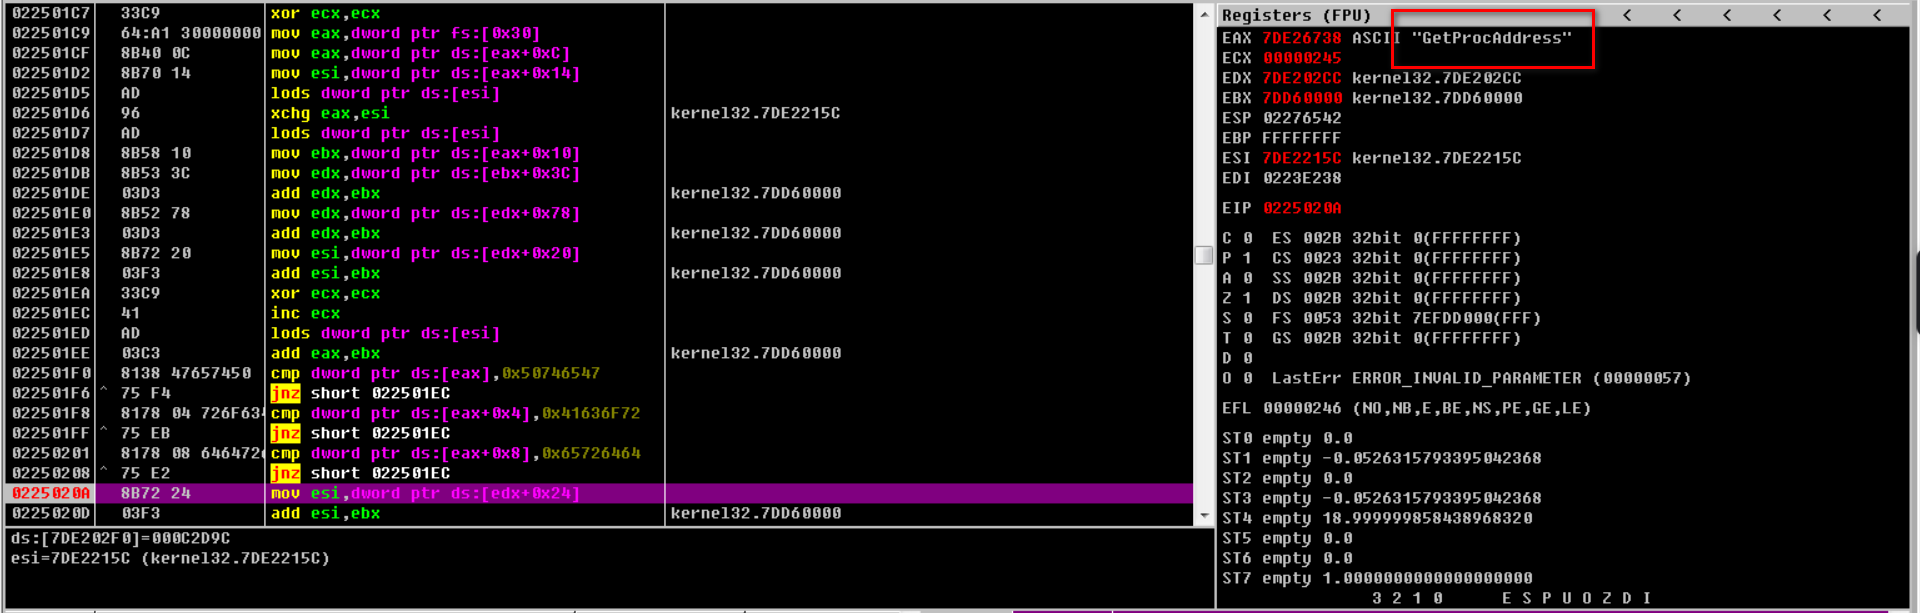 022501C7 33C9 xor ecx,ecx
022501C9 64:A1 30000000 mov eax,dword ptr fs:[0x30]
022501CF 8B40 0C mov eax,dword ptr ds:[eax+0xC]
022501D2 8B70 14 mov esi,dword ptr ds:[eax+0x14]
022501D5 AD lods dword ptr ds:[esi]
022501D6 96 xchg eax,esi kernel32.7DE2215C
022501D7 AD lods dword ptr ds:[esi]
022501D8 8B58 10 mov ebx,dword ptr ds:[eax+0x10]
022501DB 8B53 3C mov edx,dword ptr ds:[ebx+0x3C]
022501DE 03D3 add edx,ebx kernel32.7DD60000
022501E0 8B52 78 mov edx,dword ptr ds:[edx+0x78]
022501E3 03D3 add edx,ebx kernel32.7DD60000
022501E5 8B72 20 mov esi,dword ptr ds:[edx+0x20]
022501E8 03F3 add esi,ebx kernel32.7DD60000
022501EA 33C9 xor ecx,ecx
022501EC 41 inc ecx
022501ED AD lods dword ptr ds:[esi]
022501EE 03C3 add eax,ebx kernel32.7DD60000
022501F0 8138 47657450 cmp dword ptr ds:[eax],0x50746547
022501F6 ^ 75 F4 jnz short 022501EC
022501F8 8178 04 726F634 cmp dword ptr ds:[eax+0x4],0x41636F72
022501FF ^ 75 EB jnz short 022501EC
02250201 8178 08 6464726 cmp dword ptr ds:[eax+0x8],0x65726464
02250208 ^ 75 E2 jnz short 022501EC
0225020A 8B72 24 mov esi,dword ptr ds:[edx+0x24]
0225020D 03F3 add esi,ebx kernel32.7DD60000
ds:[7DE202F0]=000C2D9C
esi=7DE2215C (kernel32.7DE2215C)
Registers (FPU) < < < < < <
EAX 7DE26738 ASCII "GetProcAddress"
ECX 00000245
EDX 7DE202CC kernel32.7DE202CC
EBX 7DD60000 kernel32.7DD60000
ESP 02276542
EBP FFFFFFFF
ESI 7DE2215C kernel32.7DE2215C
EDI 0223E238
EIP 0225020A
C 0 ES 002B 32bit 0(FFFFFFFF)
P 1 CS 0023 32bit 0(FFFFFFFF)
A 0 SS 002B 32bit 0(FFFFFFFF)
Z 1 DS 002B 32bit 0(FFFFFFFF)
S 0 FS 0053 32bit 7EFDD000(FFF)
T 0 GS 002B 32bit 0(FFFFFFFF)
D 0
O 0 LastErr ERROR_INVALID_PARAMETER (00000057)
EFL 00000246 (NO,NB,E,BE,NS,PE,GE,LE)
ST0 empty 0.0
ST1 empty -0.0526315793395042368
ST2 empty 0.0
ST3 empty -0.0526315793395042368
ST4 empty 18.999999858438968320
ST5 empty 0.0
ST6 empty 0.0
ST7 empty 1.0000000000000000000
3 2 1 0 E S P U O Z D I